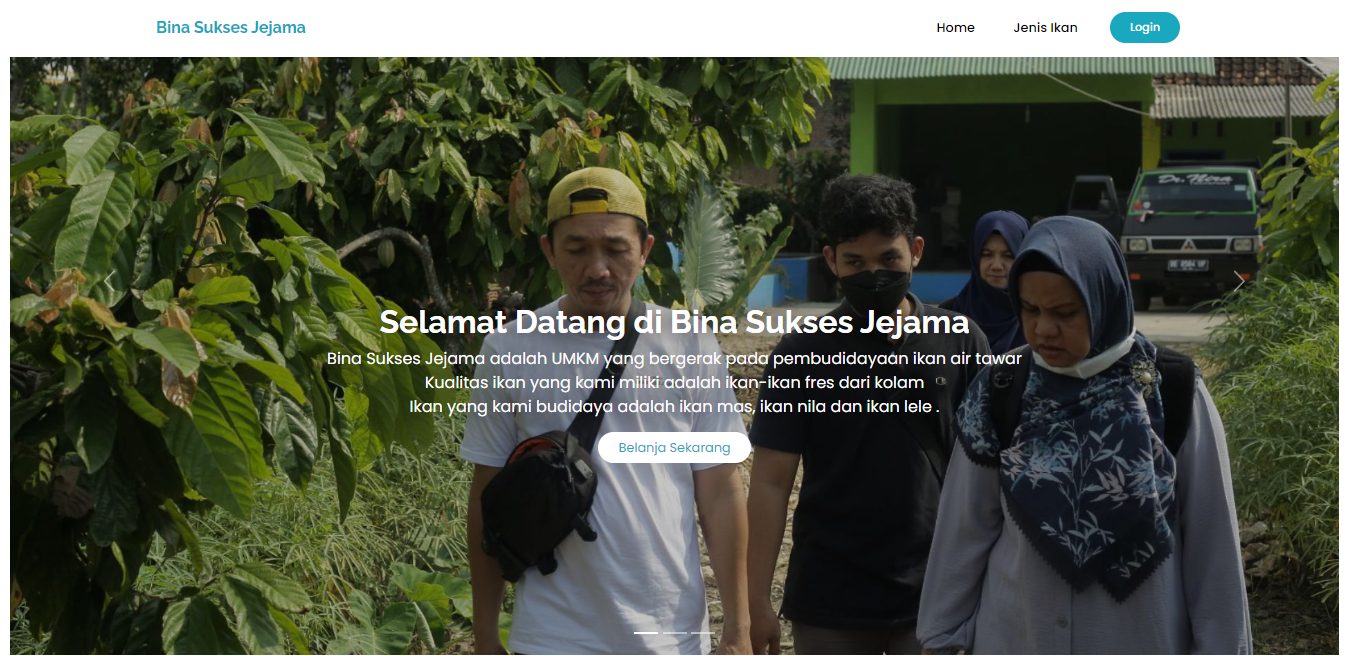 Bina Sukses Jejama
Home
Jenis Ikan
Login
De. Nira
Selamat Datang di Bina Sukses Jejama
Bina Sukses Jejama adalah UMKM yang bergerak pada pembudidayaan ikan air tawar
Kualitas ikan yang kami miliki adalah ikan-ikan fres dari kolam
Ikan yang kami budidaya adalah ikan mas, ikan nila dan ikan lele .
Belanja Sekarang